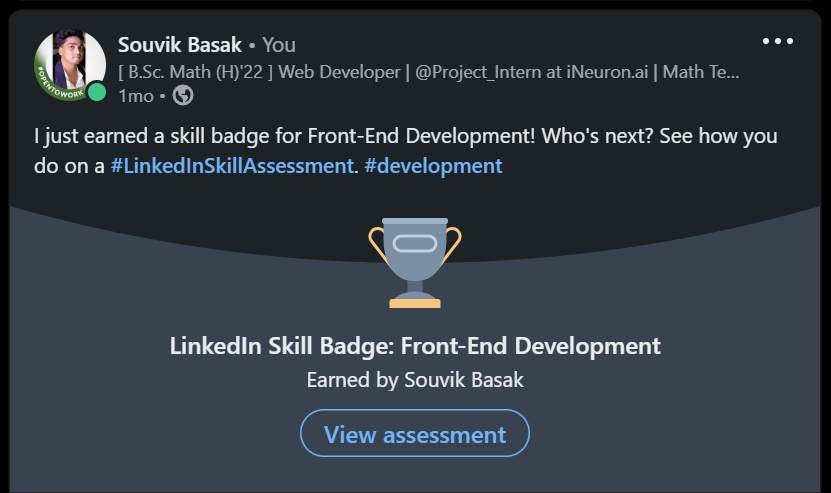 Souvik Basak • You
[ B.Sc. Math (H)'22 ] Web Developer | @Project_Intern at iNeuron.ai | Math Te...
1mo •
#OPENTOWORK
I just earned a skill badge for Front-End Development! Who's next? See how you
do on a #LinkedInSkillAssessment. #development
LinkedIn Skill Badge: Front-End Development
Earned by Souvik Basak
View assessment